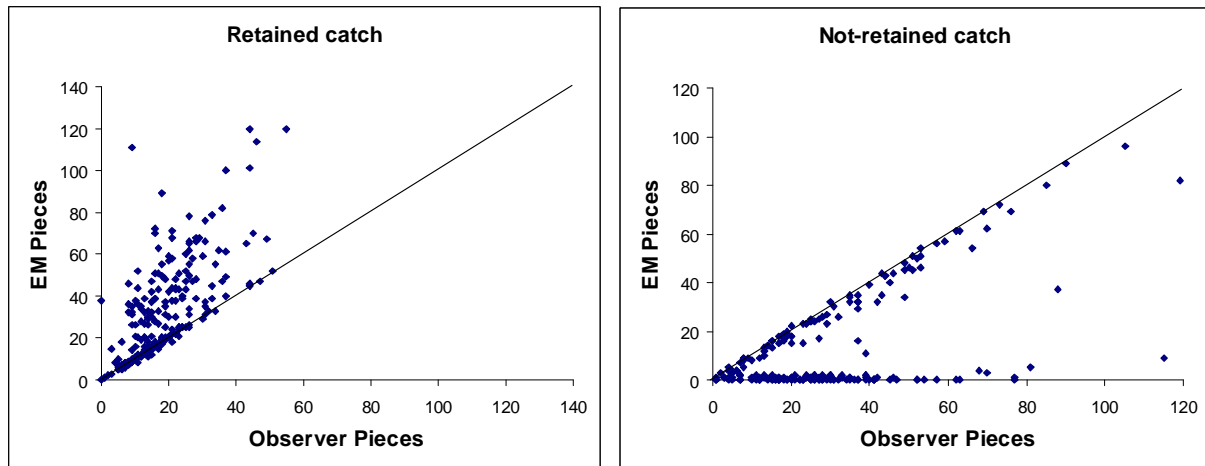 Retained catch
EM Pieces
140
120
100
80
60
40
20
0
0 20 40 60 80 100 120 140
Observer Pieces
Not-retained catch
EM Pieces
120
100
80
60
40
20
0
0 20 40 60 80 100 120
Observer Pieces